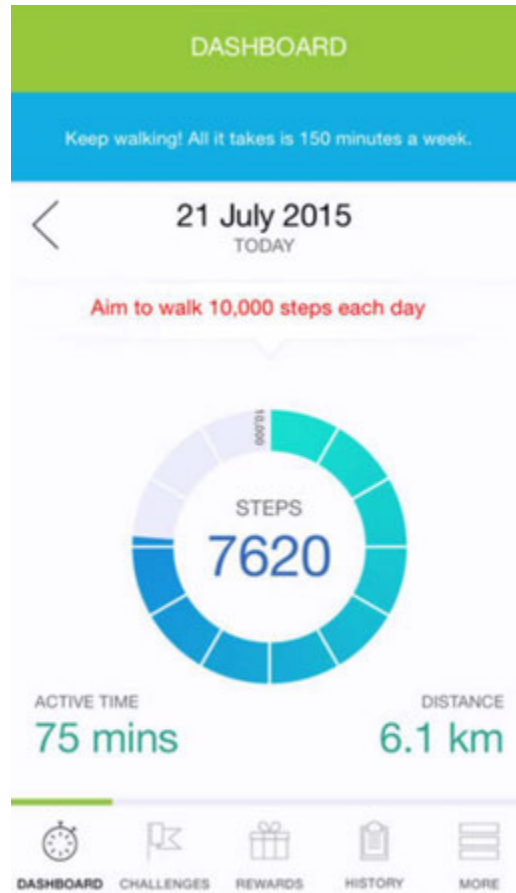 DASHBOARD
Keep walking! All it takes is 150 minutes a week.
21 July 2015
TODAY
Aim to walk 10,000 steps each day
10,000
STEPS
7620
ACTIVE TIME
DISTANCE
75 mins
6.1 km
DASHBOARD
CHALLENGES
REWARDS
HISTORY
MORE